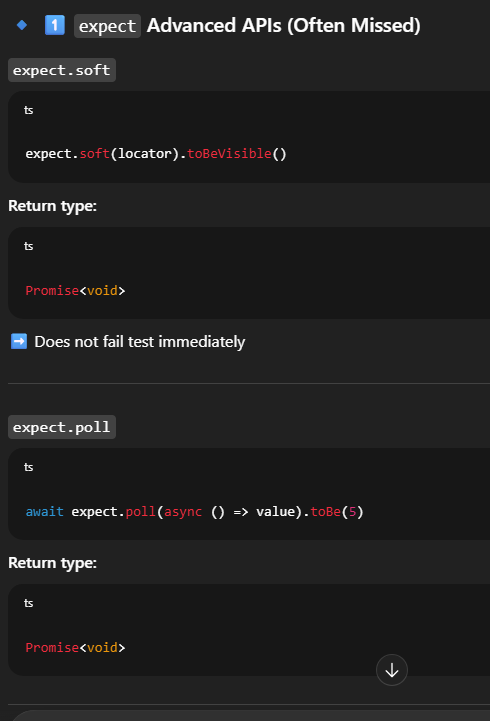 🔹 1️⃣ expect Advanced APIs (Often Missed)
expect.soft
ts
expect.soft(locator).toBeVisible()
Return type:
ts
Promise<void>
➡️ Does not fail test immediately
expect.poll
ts
await expect.poll(async () => value).toBe(5)
Return type:
ts
Promise<void>